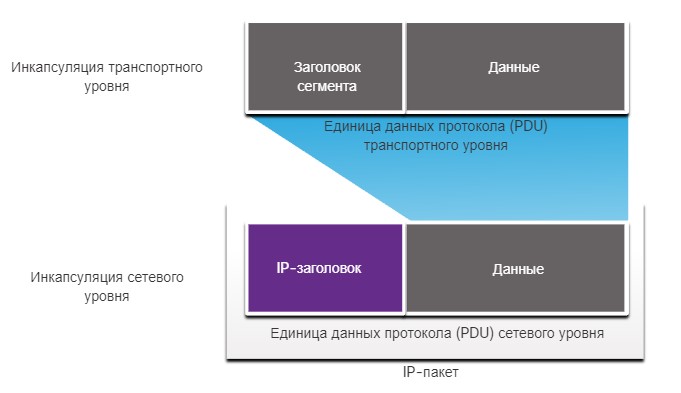 Инкапсуляция транспортного
уровня
Заголовок
сегмента
Данные
Единица данных протокола (PDU)
транспортного уровня
Инкапсуляция сетевого
уровня
IP-заголовок
Данные
Единица данных протокола (PDU) сетевого уровня
IP-пакет